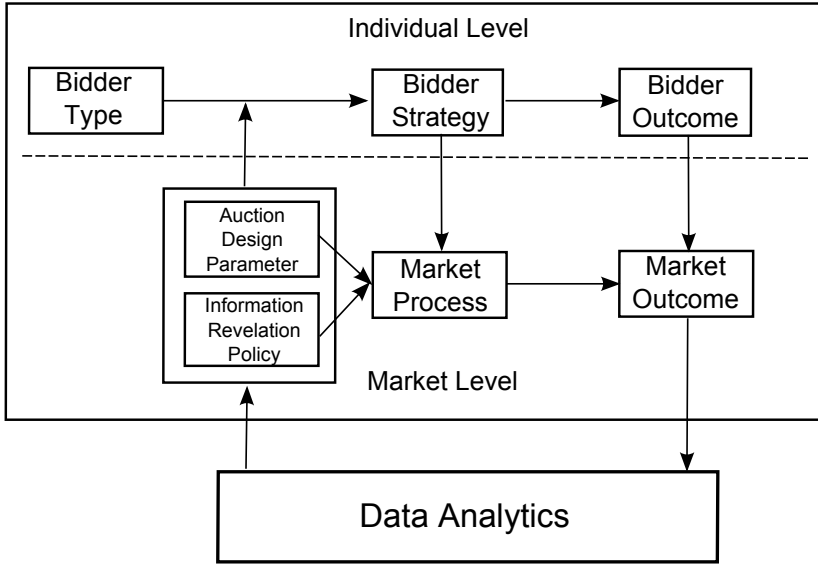 Individual Level
Bidder
Type
Bidder
Strategy
Bidder
Outcome
Auction
Design
Parameter
Information
Revelation
Policy
Market
Process
Market
Outcome
Market Level
Data Analytics